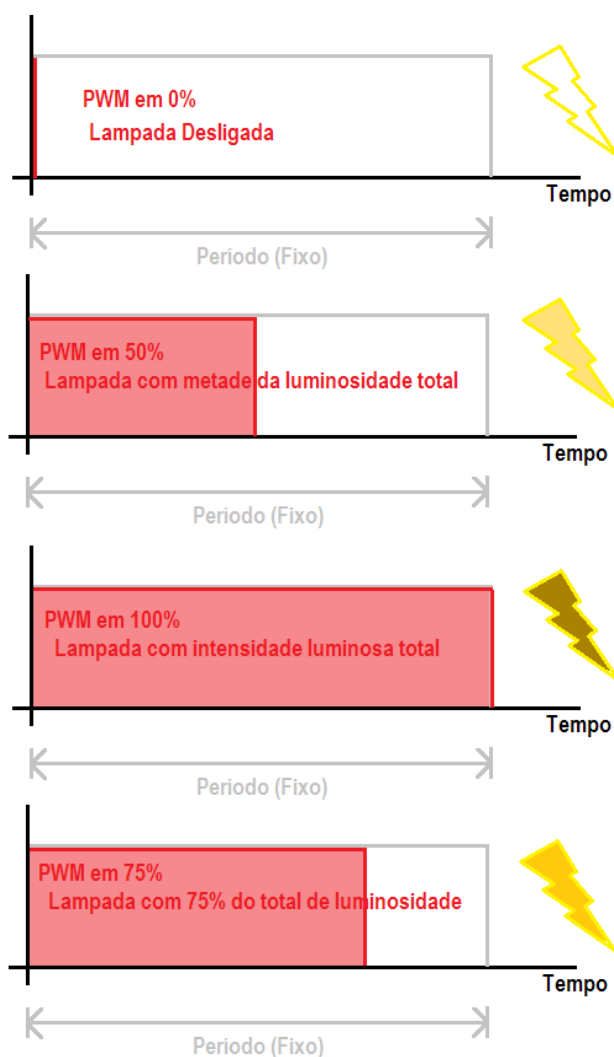 PWM em 0%
Lampada Desligada
Tempo
Período (Fixo)
PWM em 50%
Lampada com metade da luminosidade total
Tempo
Período (Fixo)
PWM em 100%
Lampada com intensidade luminosa total
Tempo
Período (Fixo)
PWM em 75%
Lampada com 75% do total de luminosidade
Tempo
Período (Fixo)